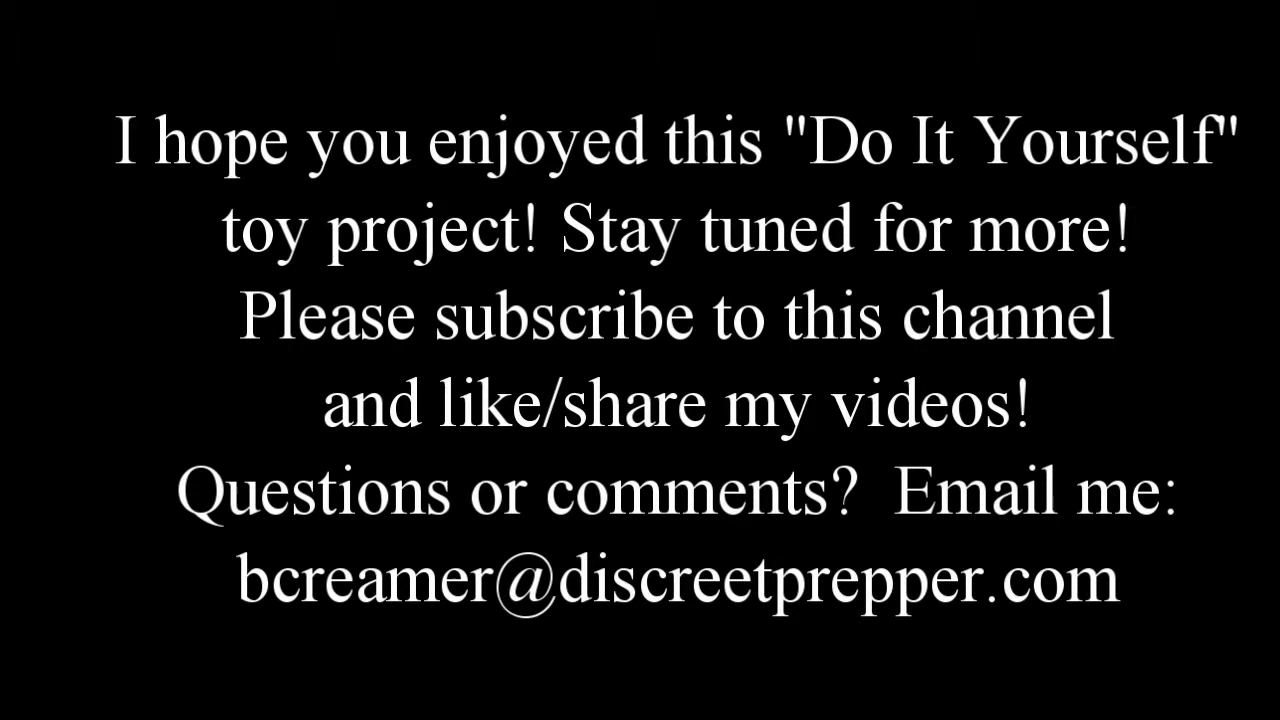 I hope you enjoyed this "Do It Yourself"
toy project! Stay tuned for more!
Please subscribe to this channel
and like/share my videos!
Questions or comments?  Email me:
bcreamer@discreetprepper.com